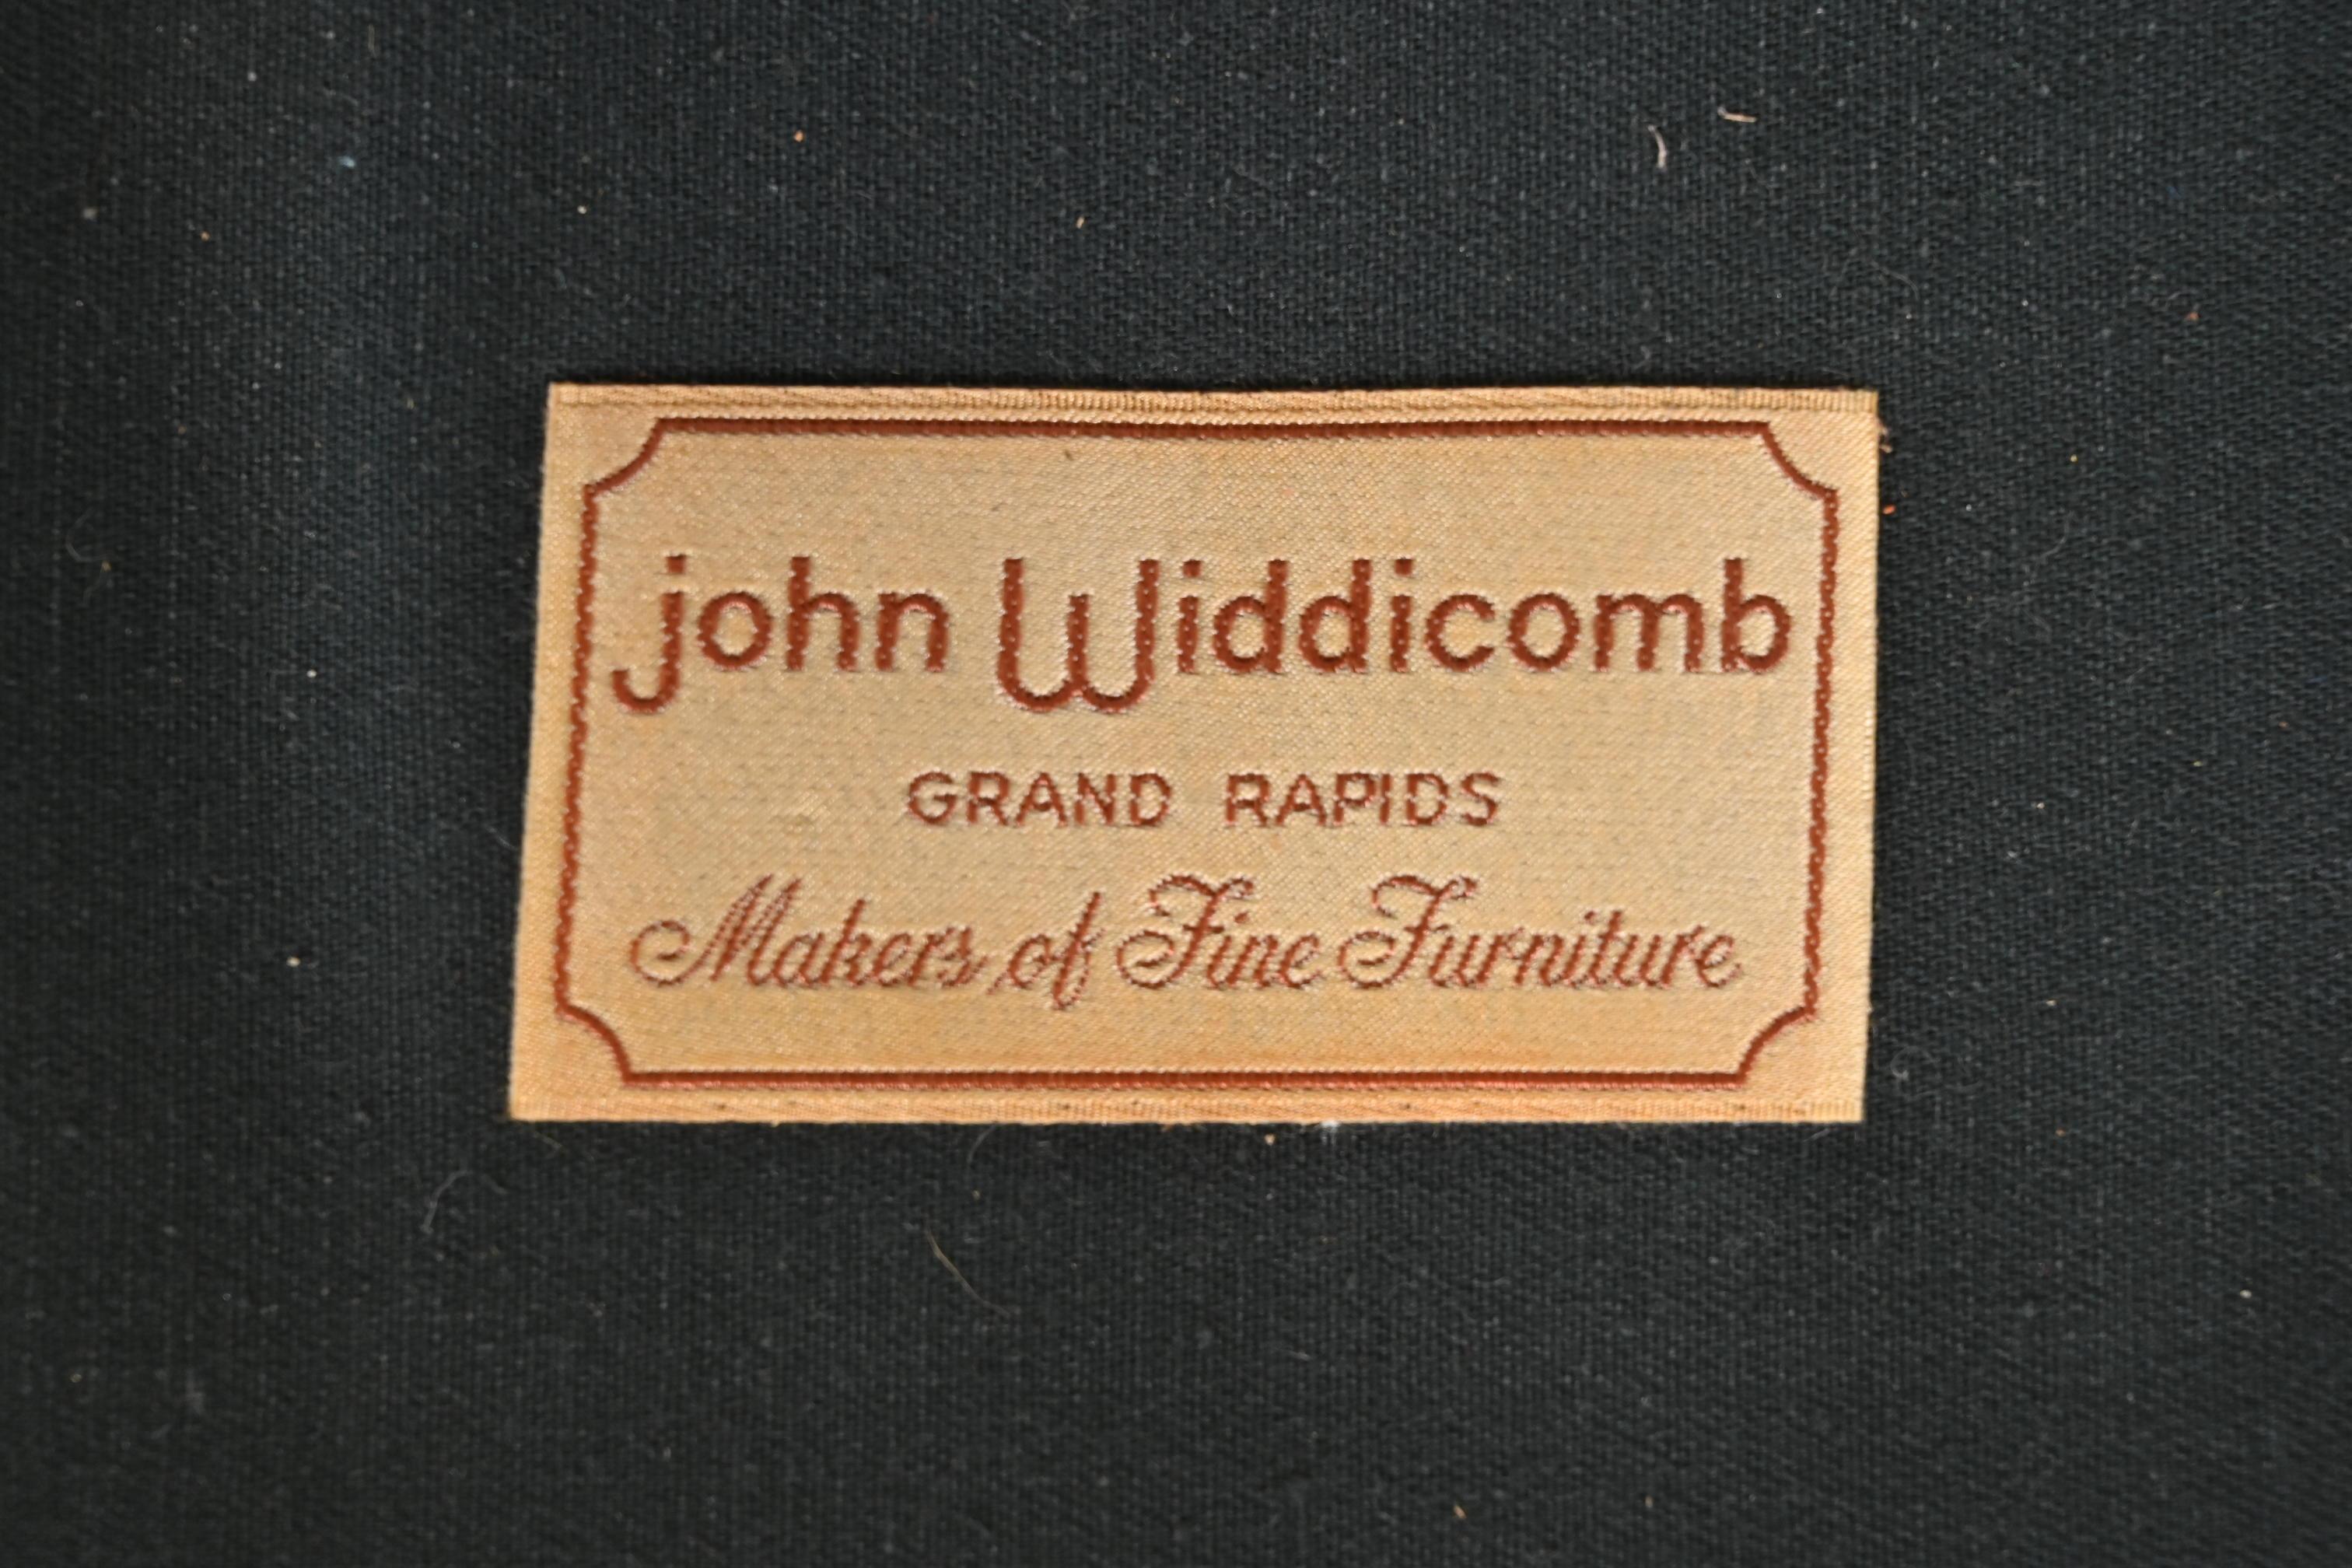 john Widdicomb
GRAND RAPIDS
Makers of Fine Furniture